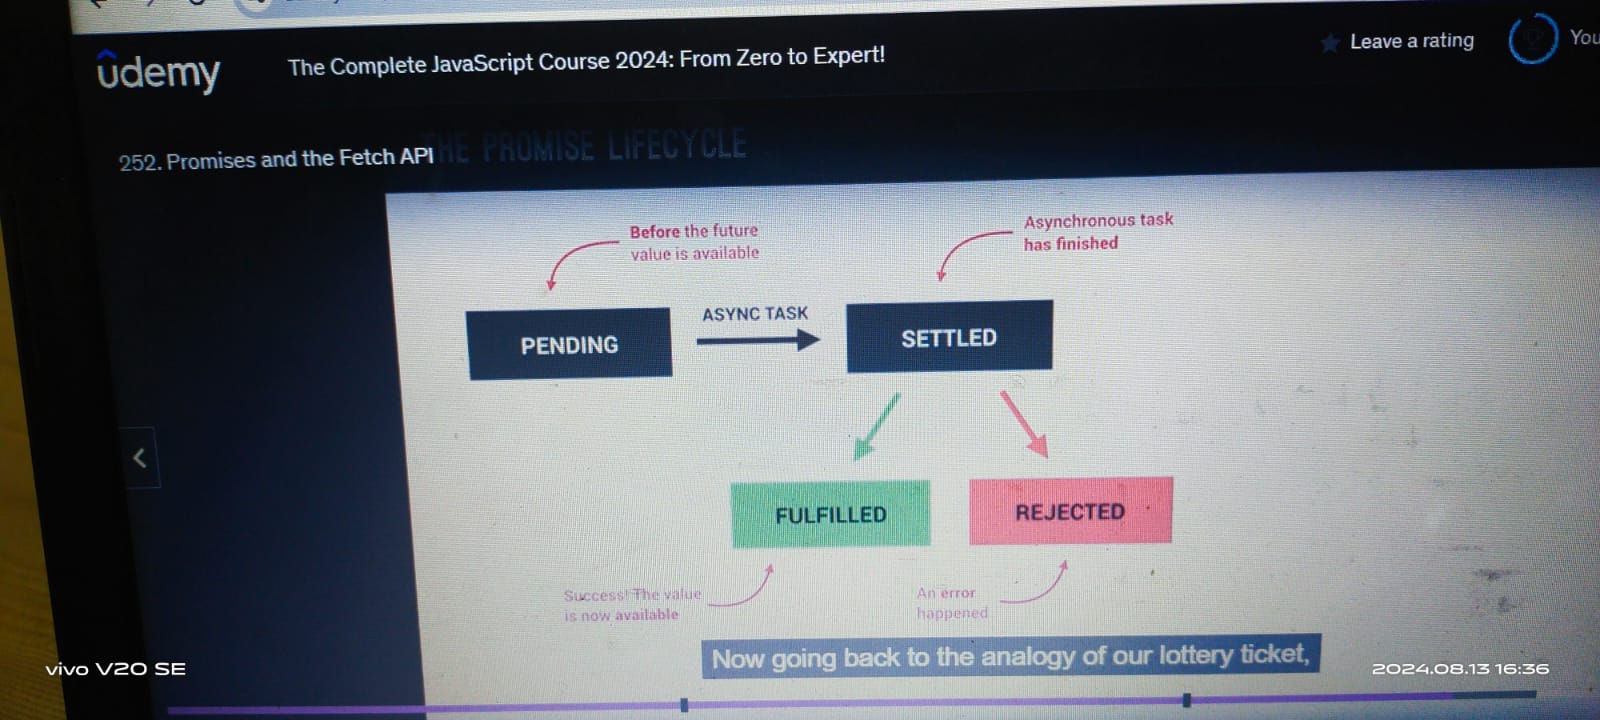 udemy
The Complete JavaScript Course 2024: From Zero to Expert!
Leave a rating
You
252. Promises and the Fetch API
THE PROMISE LIFECYCLE
Before the future
value is available
Asynchronous task
has finished
ASYNC TASK
PENDING
SETTLED
FULFILLED
REJECTED
Success! The value
is now available
An error
happened
Now going back to the analogy of our lottery ticket,
vivo V20 SE
2024.08.13 16:36